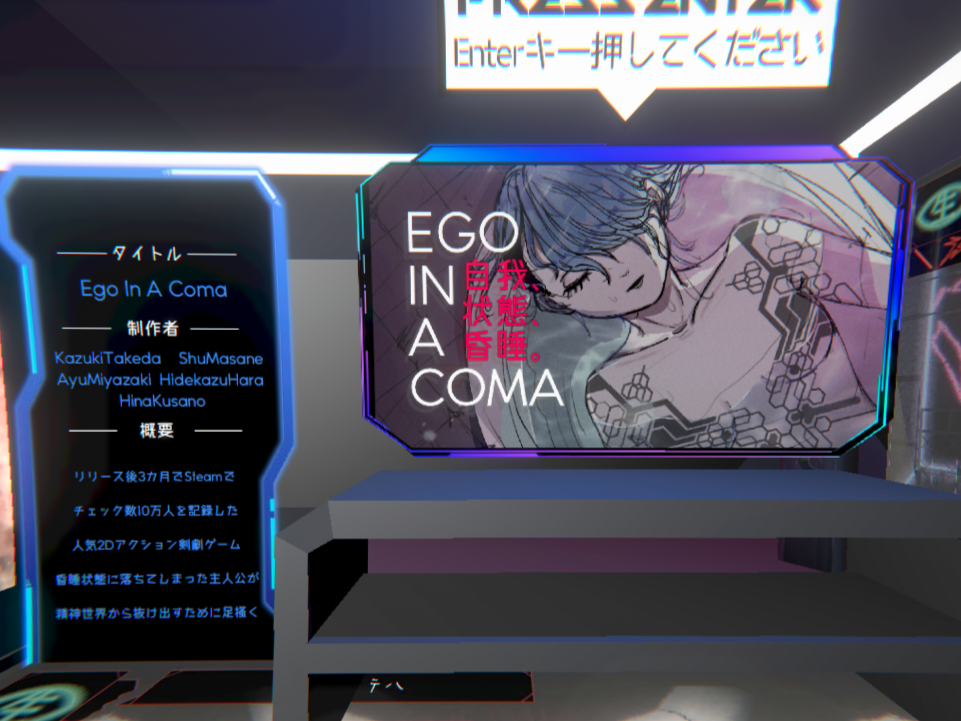 PRESS ENTER
Enterキー押してください
タイトル
Ego In A Coma
制作者
KazukiTakeda ShuMasane
AyuMiyazaki HidekazuHara
HinaKusano
概要
リリース後3カ月でSteamで
チェック数10万人を記録した
人気2Dアクション剣劇ゲーム
昏睡状態に落ちてしまった主人公が
精神世界から抜け出すために足掻く
EGO
IN
A
COMA
自我、
状態、
昏睡。
テハ